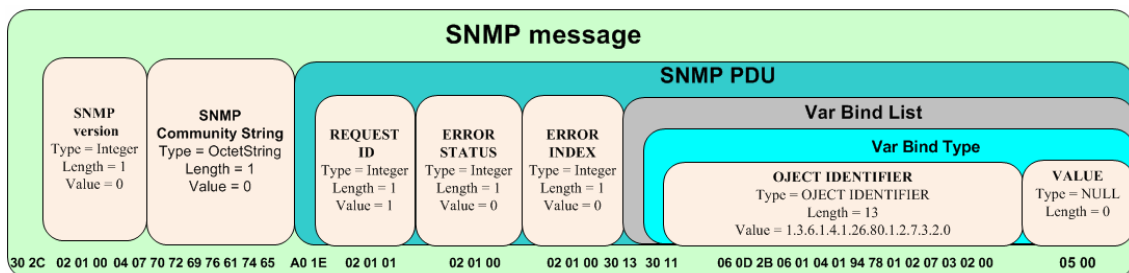 SNMP message
SNMP PDU
SNMP
version
Type = Integer
Length = 1
Value = 0
SNMP
Community String
Type = OctetString
Length = 1
Value = 0
REQUEST
ID
Type = Integer
Length = 1
Value = 1
ERROR
STATUS
Type = Integer
Length = 1
Value = 0
ERROR
INDEX
Type = Integer
Length = 1
Value = 0
Var Bind List
Var Bind Type
OJECT IDENTIFIER
Type = OJECT IDENTIFIER
Length = 13
Value = 1.3.6.1.4.1.26.80.1.2.7.3.2.0
VALUE
Type = NULL
Length = 0
30 2C 02 01 00 04 07 70 72 69 76 61 74 65 A0 1E 02 01 01 02 01 00 02 01 00 30 13 30 11 06 0D 2B 06 01 04 01 94 78 01 02 07 03 02 00 05 00